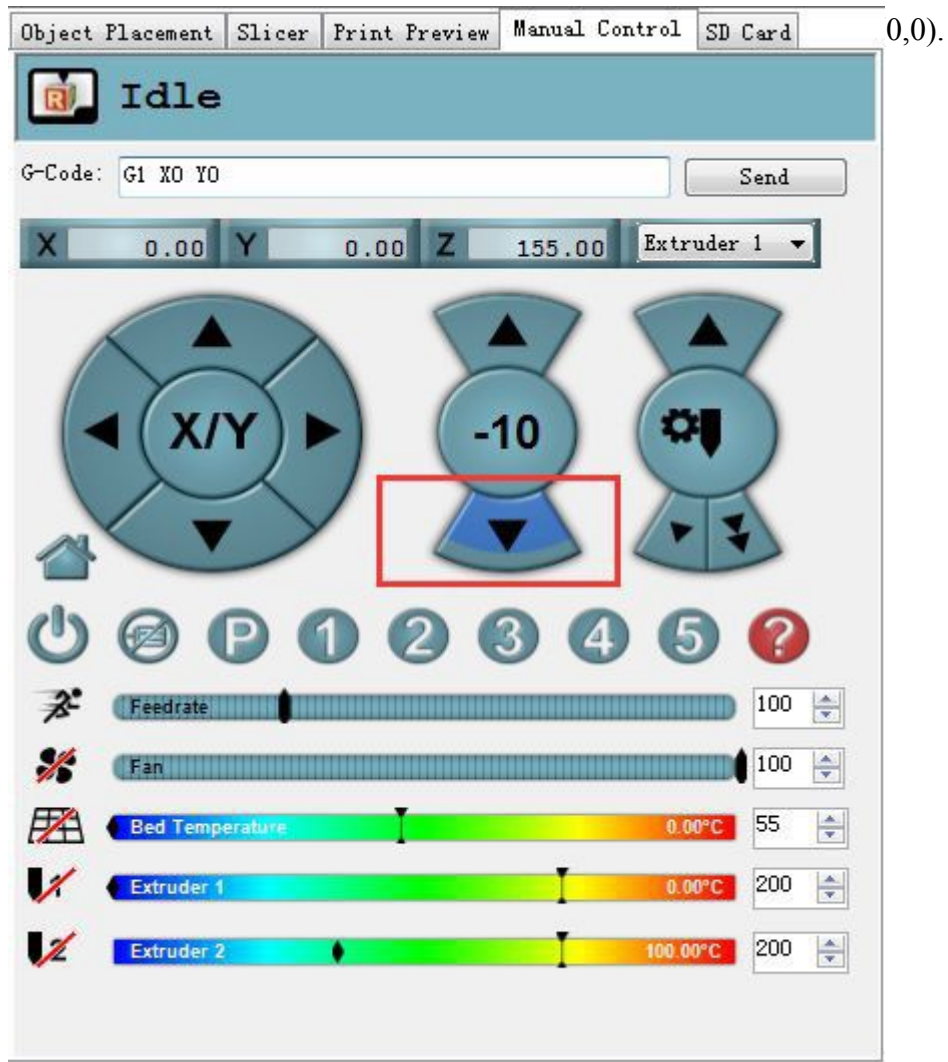 Object Placement Slicer Print Preview Manual Control SD Card 0,0).
R Idle
G-Code: G1 X0 Y0 Send
X 0.00 Y 0.00 Z 155.00 Extruder 1
X/Y -10
P 1 2 3 4 5 ?
Feedrate 100
Fan 100
Bed Temperature 0.00°C 55
1 Extruder 1 0.00°C 200
2 Extruder 2 100.00°C 200